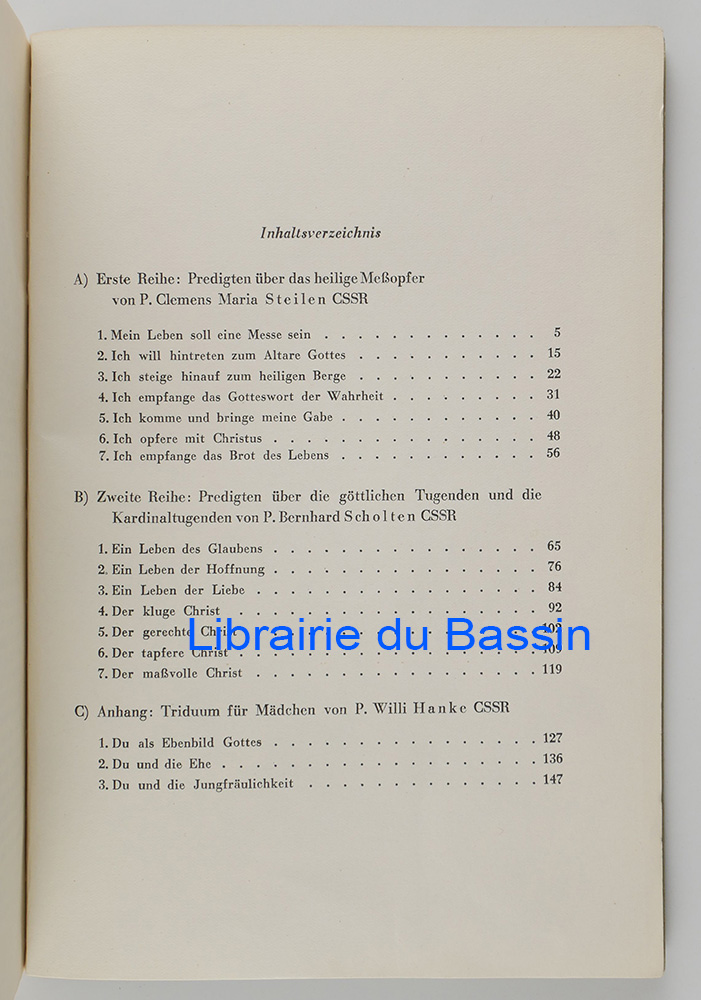 Inhaltsverzeichnis
A) Erste Reihe: Predigten über das heilige Meßopfer
von P. Clemens Maria Steilen CSSR
1. Mein Leben soll eine Messe sein . . . . . . . . . . . . . 5
2. Ich will hintreten zum Altare Gottes . . . . . . . . . . . 15
3. Ich steige hinauf zum heiligen Berge . . . . . . . . . . . 22
4. Ich empfange das Gotteswort der Wahrheit . . . . . . . . . 31
5. Ich komme und bringe meine Gabe . . . . . . . . . . . . 40
6. Ich opfere mit Christus . . . . . . . . . . . . . . . . 48
7. Ich empfange das Brot des Lebens . . . . . . . . . . . . 56
B) Zweite Reihe: Predigten über die göttlichen Tugenden und die
Kardinaltugenden von P. Bernhard Scholten CSSR
1. Ein Leben des Glaubens . . . . . . . . . . . . . . . . 65
2. Ein Leben der Hoffnung . . . . . . . . . . . . . . . . 76
3. Ein Leben der Liebe . . . . . . . . . . . . . . . . . 84
4. Der kluge Christ . . . . . . . . . . . . . . . . . . 92
5. Der gerechte Christ . . . . . . . . . . . . . . . . . 102
6. Der tapfere Christ . . . . . . . . . . . . . . . . . . 109
7. Der maßvolle Christ . . . . . . . . . . . . . . . . . 119
Librairie du Bassin
C) Anhang: Triduum für Mädchen von P. Willi Hanke CSSR
1. Du als Ebenbild Gottes . . . . . . . . . . . . . . . . 127
2. Du und die Ehe . . . . . . . . . . . . . . . . . . . 136
3. Du und die Jungfräulichkeit . . . . . . . . . . . . . . 147